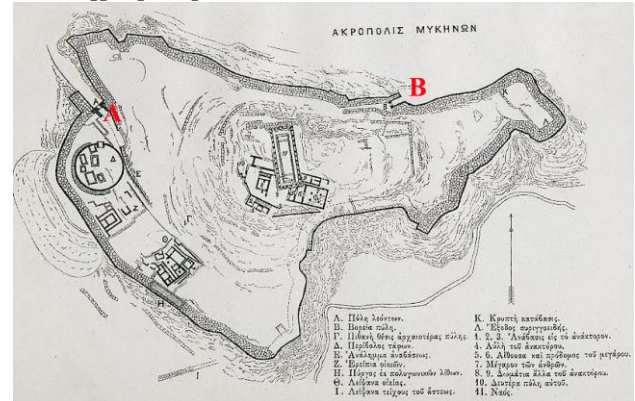 ΑΚΡΟΠΟΛΙΣ ΜΥΚΗΝΩΝ
A
B
Α. Πύλη λεόντων.
Β. Βορεία πύλη.
Γ. Πιθανὴ θέσις ἀρχαιοτέρας πύλης.
Δ. Περίβολος τάφων.
Ε. Ἀνάλημμα ἀναβάσεως.
Ζ. Ἐρείπια οἰκιῶν.
Η. Πύργος ἐκ πολυγωνικῶν λίθων.
Θ. Λείψανα οἰκίας.
Ι. Λείψανα τείχους τοῦ ἄστεως.
Κ. Κρυπτὴ κατάβασις.
Λ. Ἔξοδος συριγγοειδής.
1. 2. 3. Ἀνάβασις εἰς τὸ ἀνάκτορον.
4. Αὐλὴ τοῦ ἀνακτόρου.
5. 6. Αἴθουσα καὶ πρόδομος τοῦ μεγάρου.
7. Μέγαρον τῶν ἀνδρῶν.
8. 9. Δωμάτια ἄλλα τοῦ ἀνακτόρου.
10. Δευτέρα πύλη αὐτοῦ.
11. Ναός.